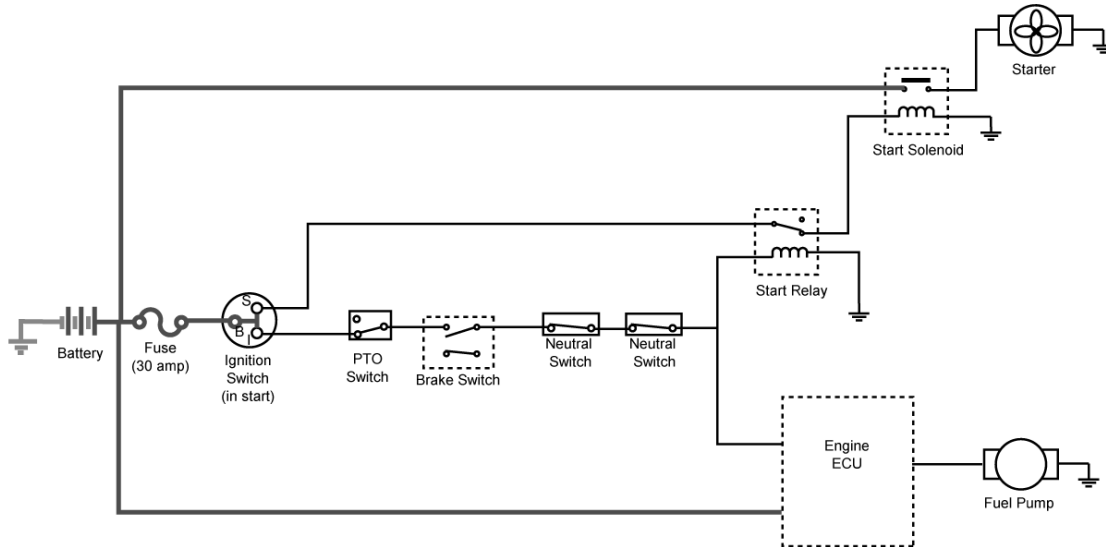 Starter
Start Solenoid
Start Relay
S
B
I
Battery
Fuse
(30 amp)
Ignition
Switch
(in start)
PTO
Switch
Brake Switch
Neutral
Switch
Neutral
Switch
Engine
ECU
Fuel Pump